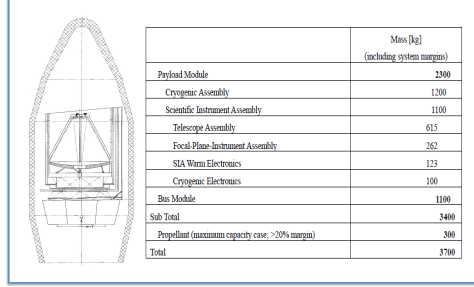 Mass [kg]
(including system margins)
Payload Module 2300
Cryogenic Assembly 1200
Scientific Instrument Assembly 1100
Telescope Assembly 615
Focal-Plane-Instrument Assembly 262
SIA Warm Electronics 123
Cryogenic Electronics 100
Bus Module 1100
Sub Total 3400
Propellant (maximum capacity case; >20% margin) 300
Total 3700